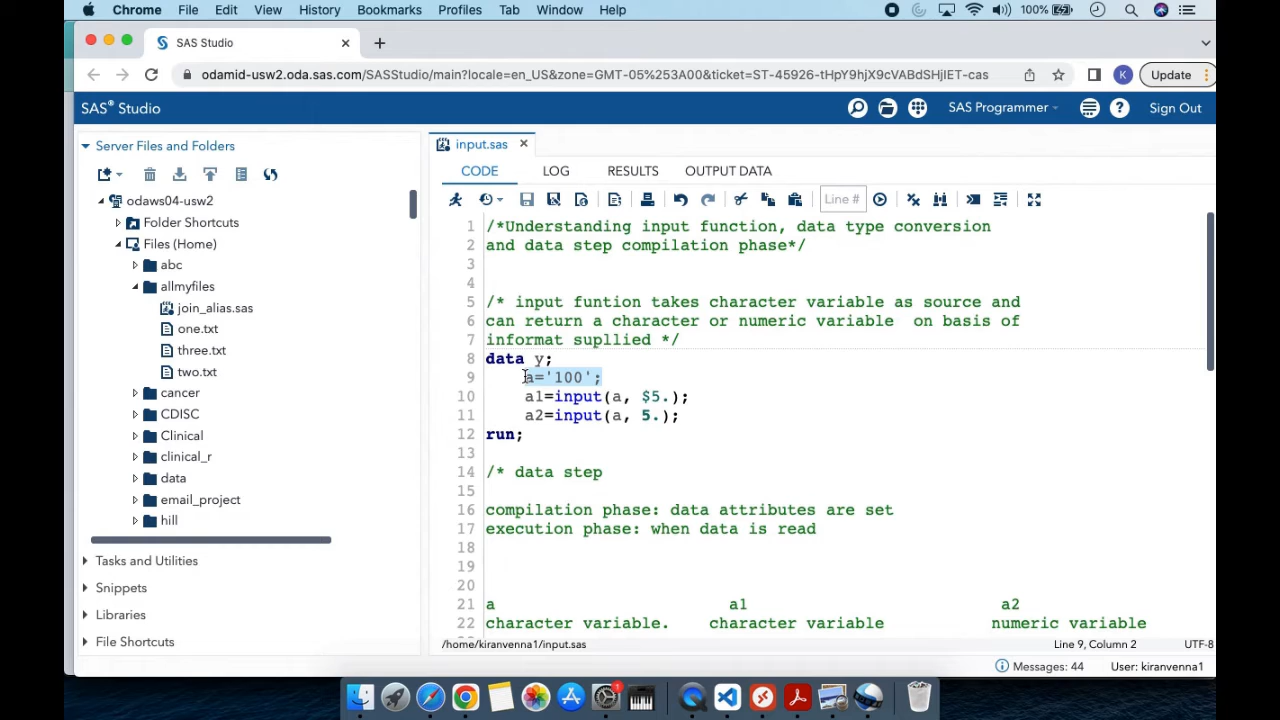 Chrome File Edit View History Bookmarks Profiles Tab Window Help 100%
SAS Studio
odamid-usw2.oda.sas.com/SASStudio/main?locale=en_US&zone=GMT-05%253A00&ticket=ST-45926-tHpY9hjX9cVABdSHjIET-cas K Update
SAS® Studio SAS Programmer Sign Out
Server Files and Folders
odaws04-usw2
Folder Shortcuts
Files (Home)
abc
allmyfiles
join_alias.sas
one.txt
three.txt
two.txt
cancer
CDISC
Clinical
clinical_r
data
email_project
hill
Tasks and Utilities
Snippets
Libraries
File Shortcuts
input.sas
CODE LOG RESULTS OUTPUT DATA
Line #
1 /*Understanding input function, data type conversion
2 and data step compilation phase*/
3
4
5 /* input funtion takes character variable as source and
6 can return a character or numeric variable on basis of
7 informat supllied */
8 data y;
9 a='100';
10 a1=input(a, $5.);
11 a2=input(a, 5.);
12 run;
13
14 /* data step
15
16 compilation phase: data attributes are set
17 execution phase: when data is read
18
19
20
21 a a1 a2
22 character variable. character variable numeric variable
/home/kiranvenna1/input.sas Line 9, Column 2 UTF-8
Messages: 44 User: kiranvenna1